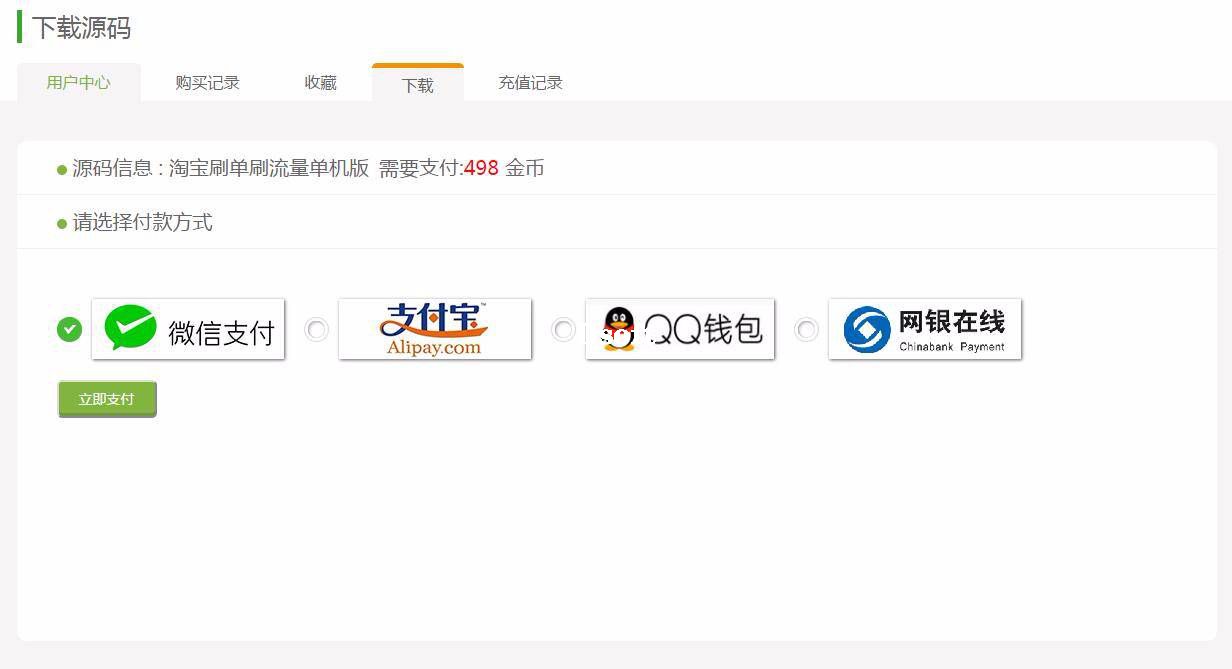 下载源码
用户中心 购买记录 收藏 下载 充值记录
源码信息 : 淘宝刷单刷流量单机版 需要支付:498 金币
请选择付款方式
微信支付 支付宝™ Alipay.com QQ钱包 网银在线 Chinabank Payment
立即支付